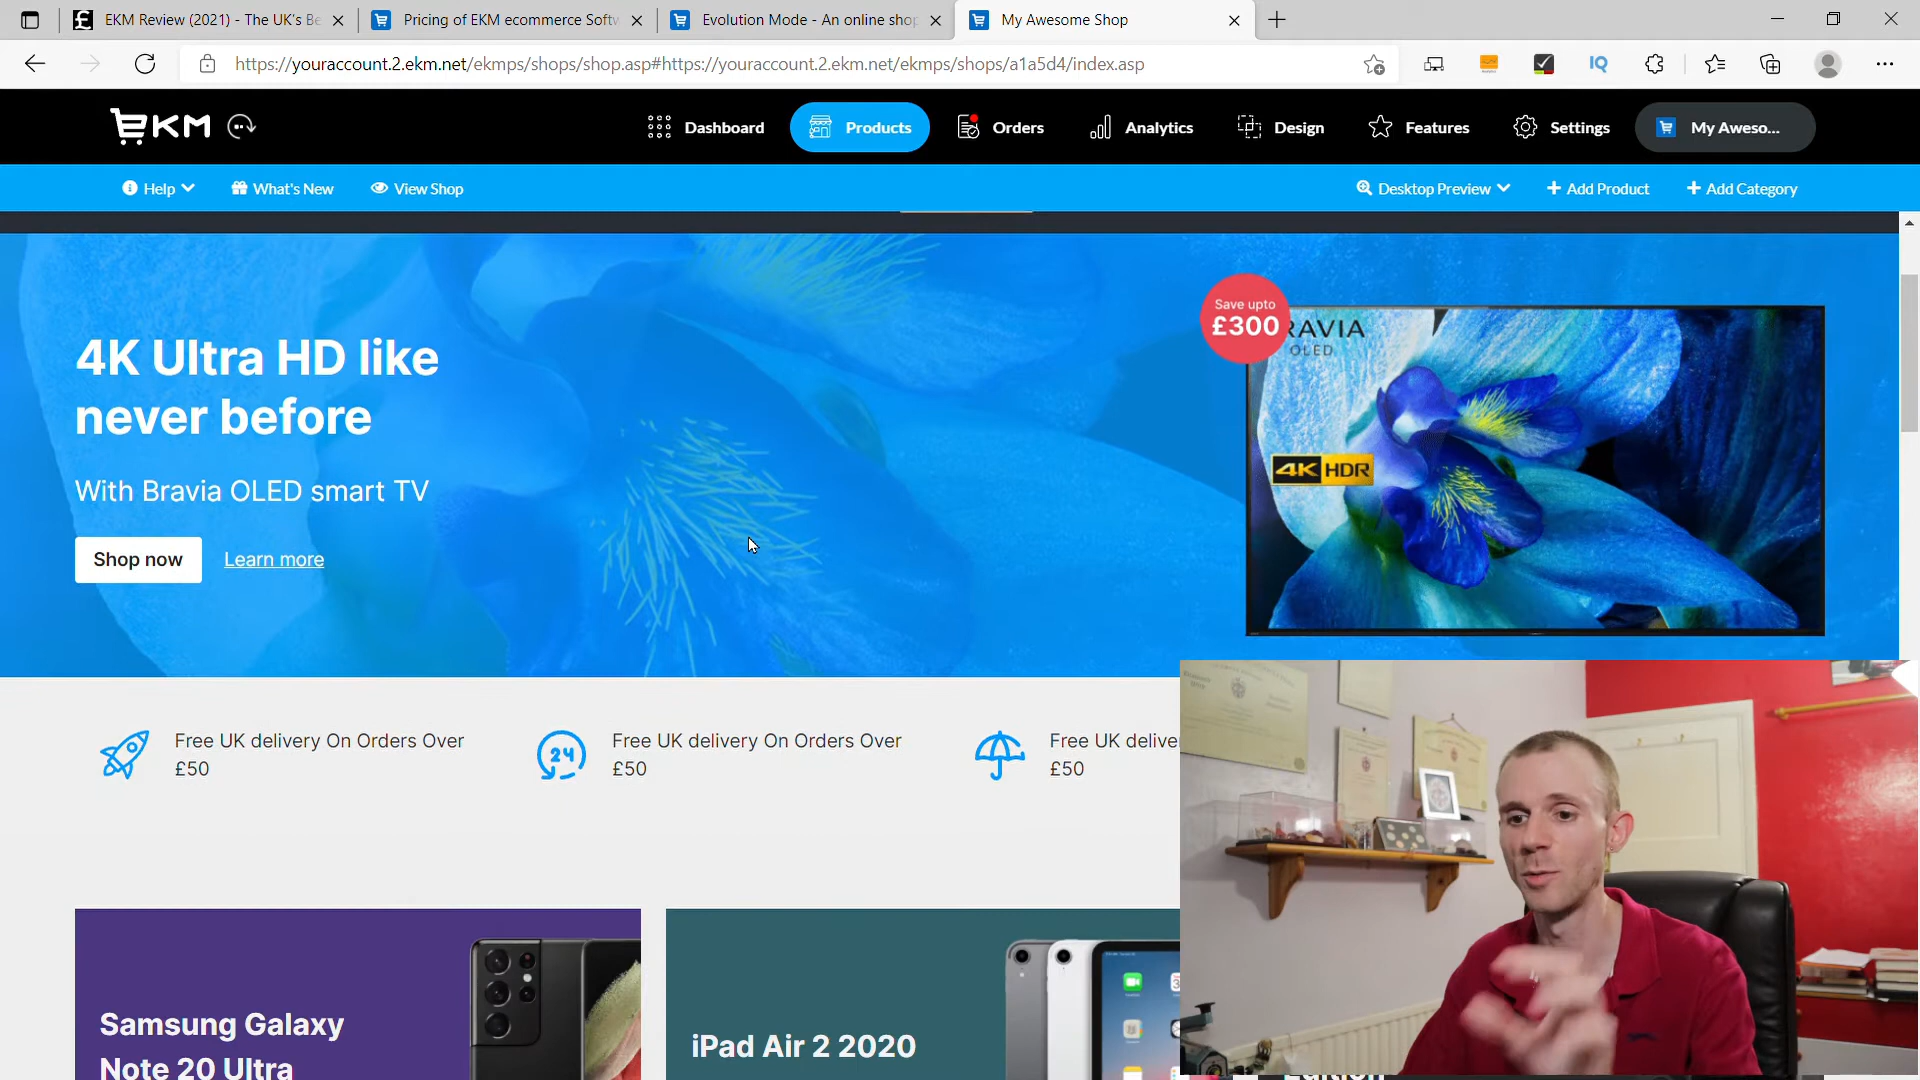 EKM Review (2021) - The UK's Be
Pricing of EKM ecommerce Softw
Evolution Mode - An online shop
My Awesome Shop
https://youraccount.2.ekm.net/ekmps/shops/shop.asp#https://youraccount.2.ekm.net/ekmps/shops/a1a5d4/index.asp
IQ
EKM
Dashboard
Products
Orders
Analytics
Design
Features
Settings
My Aweso...
Help
What's New
View Shop
Desktop Preview
+ Add Product
+ Add Category
4K Ultra HD like
never before
With Bravia OLED smart TV
Shop now
Learn more
Save upto
£300
RAVIA
OLED
4K HDR
Free UK delivery On Orders Over
£50
24
Free UK delivery On Orders Over
£50
Free UK delive
£50
Samsung Galaxy
Note 20 Ultra
iPad Air 2 2020